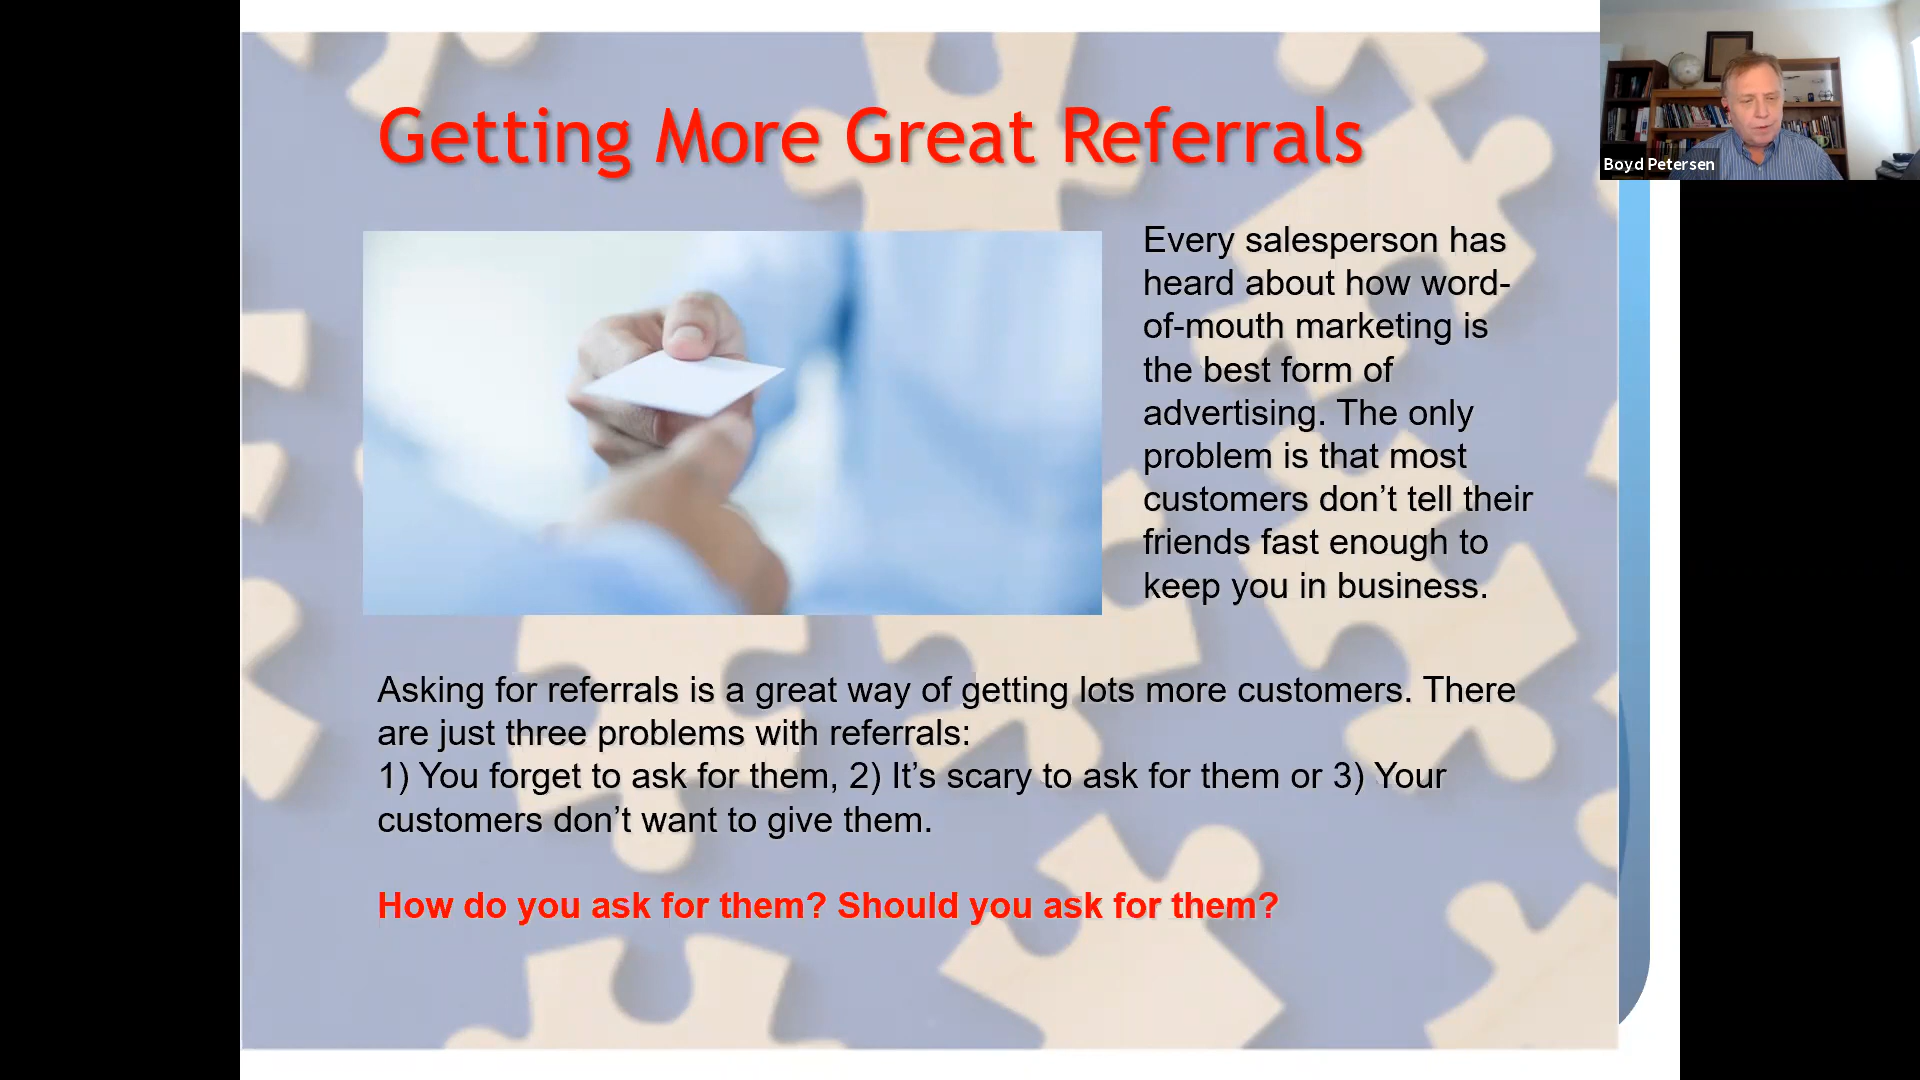 Getting More Great Referrals
Boyd Petersen
Every salesperson has
heard about how word-
of-mouth marketing is
the best form of
advertising. The only
problem is that most
customers don’t tell their
friends fast enough to
keep you in business.
Asking for referrals is a great way of getting lots more customers. There
are just three problems with referrals:
1) You forget to ask for them, 2) It’s scary to ask for them or 3) Your
customers don’t want to give them.
How do you ask for them? Should you ask for them?